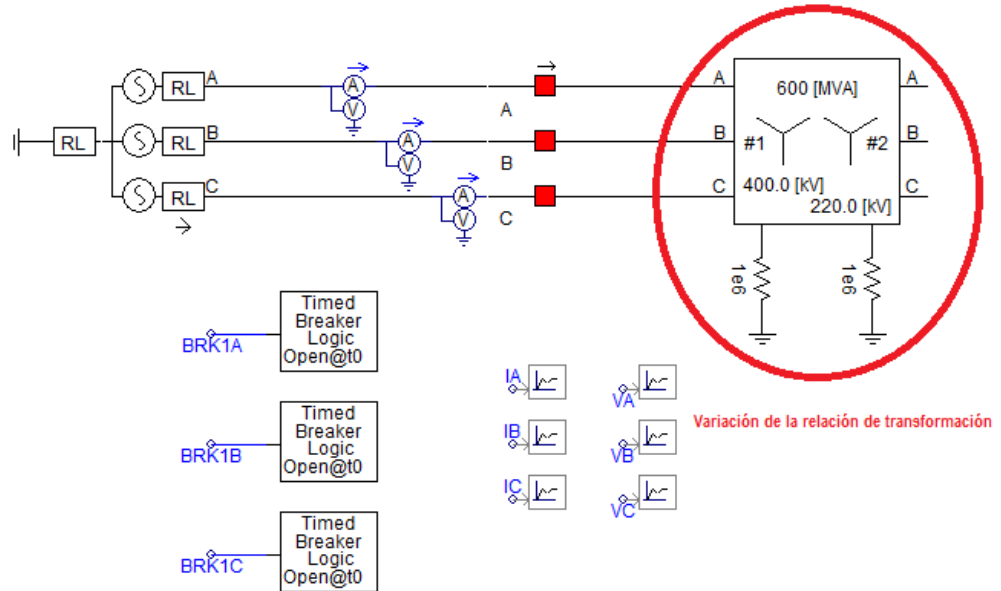 RL
RL
A
A
V
A
A
600 [MVA]
A
RL
B
A
V
B
B
#1
#2
B
RL
C
A
V
C
C
400.0 [kV]
220.0 [kV]
C
1e6
1e6
Timed
Breaker
Logic
Open@t0
BRK1A
Timed
Breaker
Logic
Open@t0
BRK1B
Timed
Breaker
Logic
Open@t0
BRK1C
IA
VA
IB
VB
IC
VC
Variación de la relación de transformación